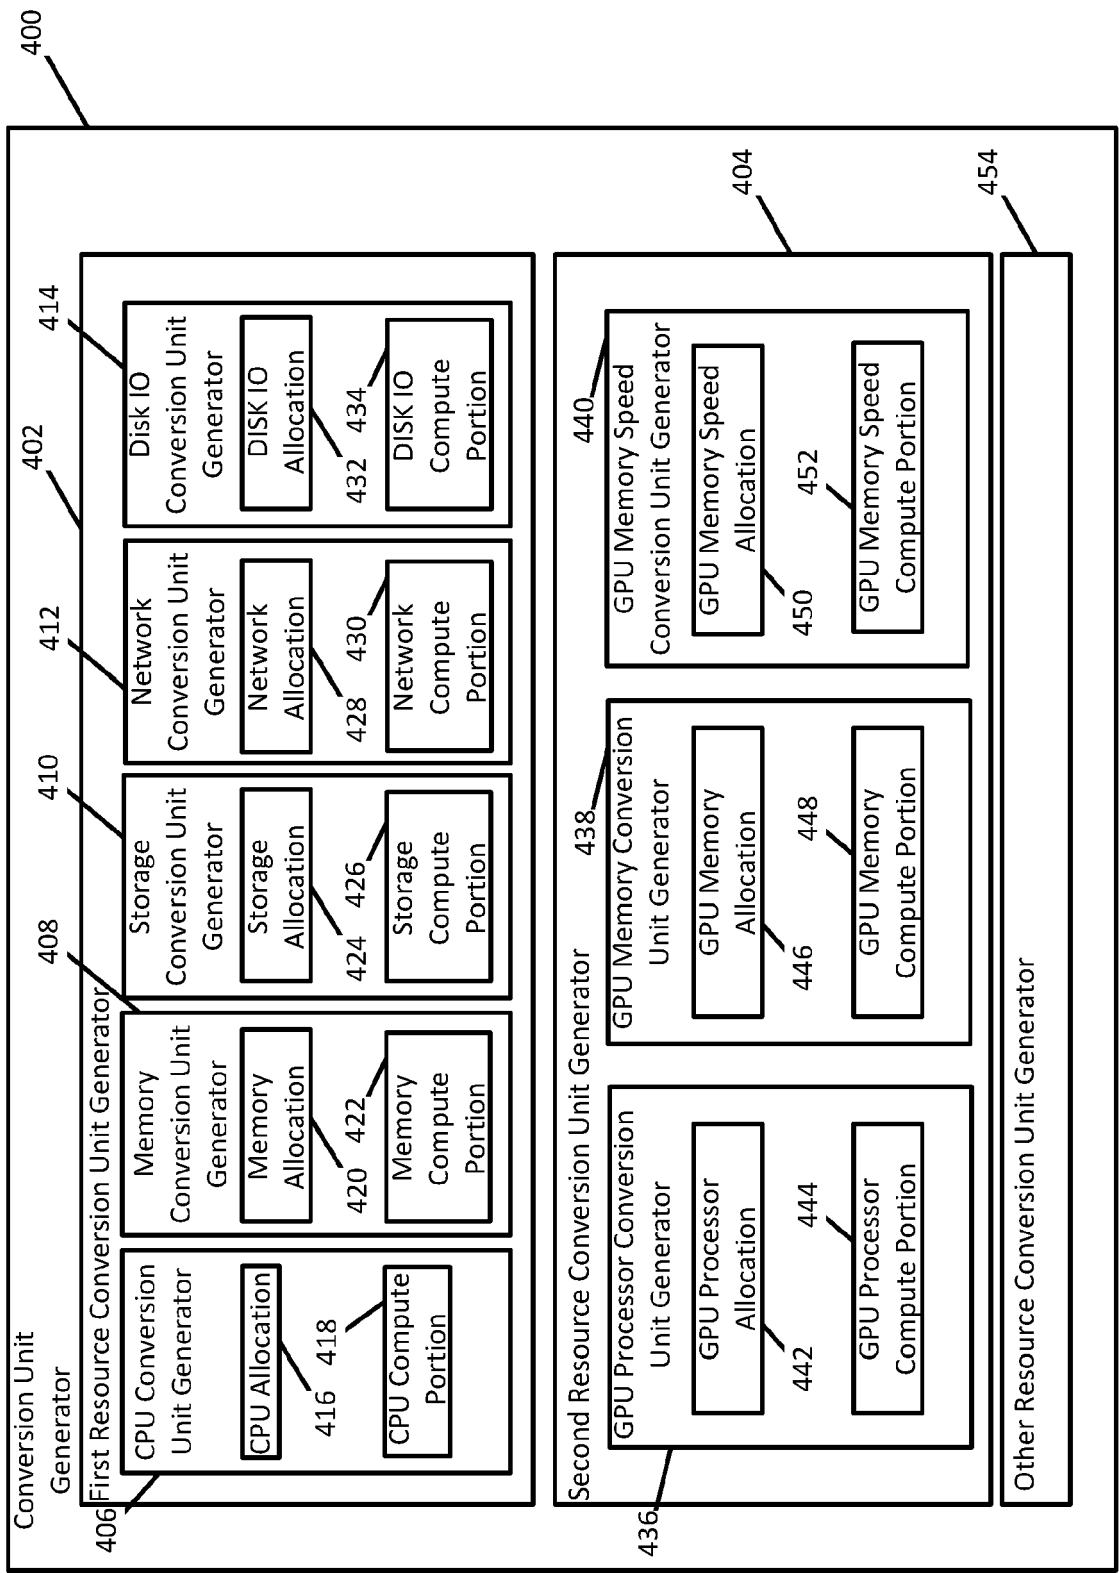 400
Conversion Unit
Generator
402
First Resource Conversion Unit Generator
406
CPU Conversion
Unit Generator
CPU Allocation
416
418
CPU Compute
Portion
408
Memory
Conversion Unit
Generator
Memory
Allocation
420
422
Memory
Compute
Portion
410
Storage
Conversion Unit
Generator
Storage
Allocation
424
426
Storage
Compute
Portion
412
Network
Conversion Unit
Generator
Network
Allocation
428
430
Network
Compute
Portion
414
Disk IO
Conversion Unit
Generator
DISK IO
Allocation
432
434
DISK IO
Compute
Portion
404
Second Resource Conversion Unit Generator
436
GPU Processor Conversion
Unit Generator
GPU Processor
Allocation
442
444
GPU Processor
Compute Portion
438
GPU Memory Conversion
Unit Generator
GPU Memory
Allocation
446
448
GPU Memory
Compute Portion
440
GPU Memory Speed
Conversion Unit Generator
GPU Memory Speed
Allocation
450
452
GPU Memory Speed
Compute Portion
454
Other Resource Conversion Unit Generator